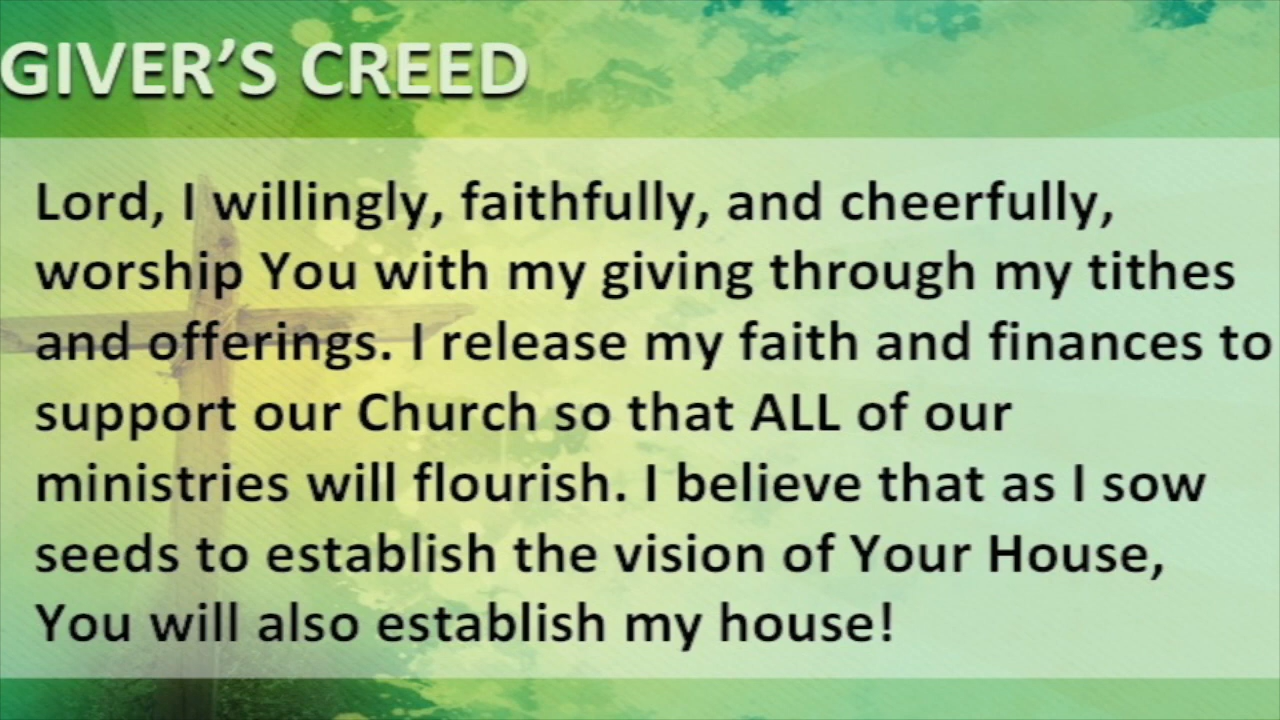 GIVER’S CREED
Lord, I willingly, faithfully, and cheerfully,
worship You with my giving through my tithes
and offerings. I release my faith and finances to
support our Church so that ALL of our
ministries will flourish. I believe that as I sow
seeds to establish the vision of Your House,
You will also establish my house!